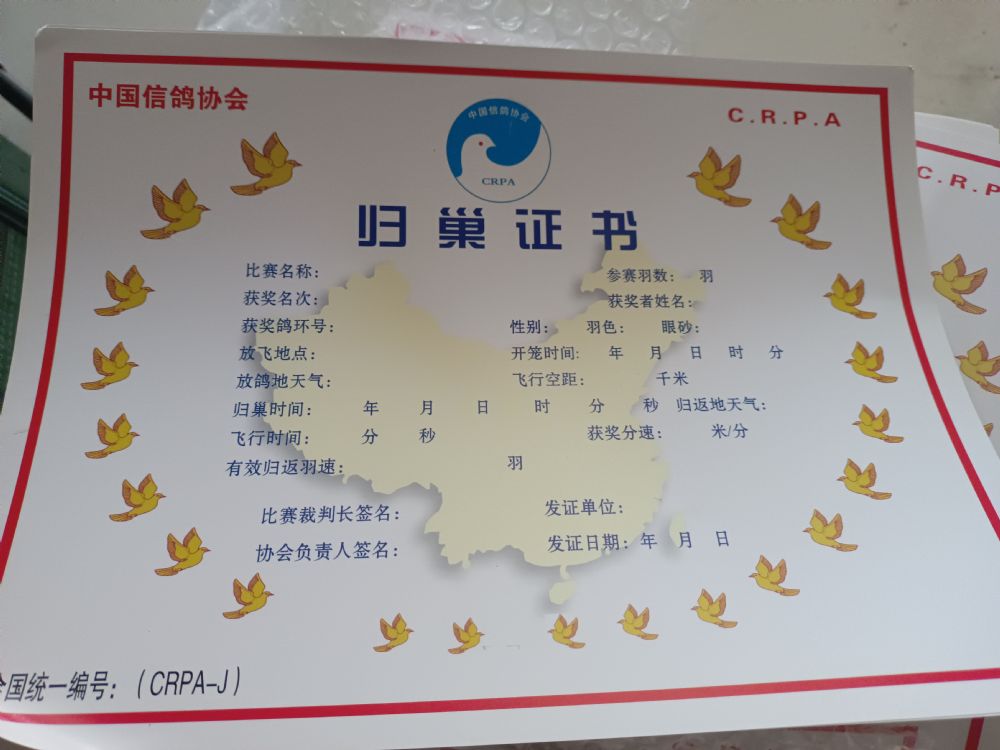 中国信鸽协会
C.R.P.A
中国信鸽协会
CRPA
归巢证书
比赛名称： 参赛羽数： 羽
获奖名次： 获奖者姓名：
获奖鸽环号： 性别： 羽色： 眼砂：
放飞地点： 开笼时间： 年 月 日 时 分
放鸽地天气： 飞行空距： 千米
归巢时间： 年 月 日 时 分 秒 归返地天气：
飞行时间： 分 秒 获奖分速： 米/分
有效归返羽速： 羽
比赛裁判长签名： 发证单位：
协会负责人签名： 发证日期：年 月 日
全国统一编号：（CRPA-J）
C.R.P